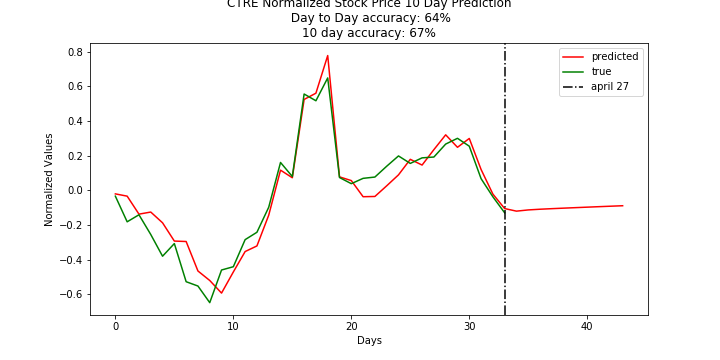 CTRE Normalized Stock Price 10 Day Prediction
Day to Day accuracy: 64%
10 day accuracy: 67%
predicted
true
april 27
Normalized Values
0.8
0.6
0.4
0.2
0.0
−0.2
−0.4
−0.6
0
10
20
30
40
Days